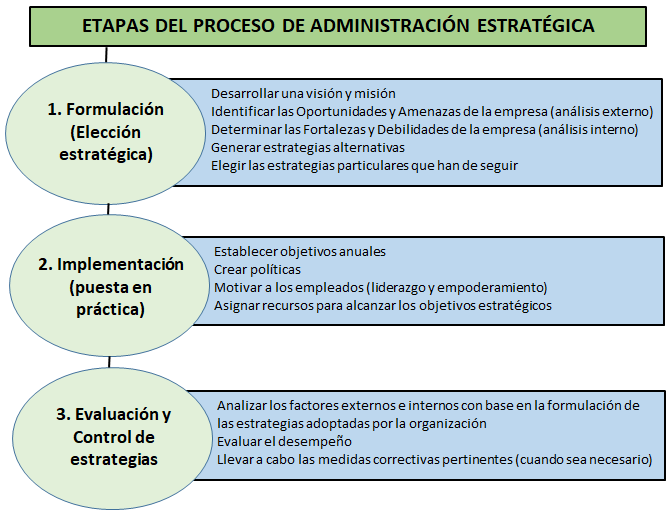 ETAPAS DEL PROCESO DE ADMINISTRACIÓN ESTRATÉGICA
1. Formulación
(Elección
estratégica)
Desarrollar una visión y misión
Identificar las Oportunidades y Amenazas de la empresa (análisis externo)
Determinar las Fortalezas y Debilidades de la empresa (análisis interno)
Generar estrategias alternativas
Elegir las estrategias particulares que han de seguir
2. Implementación
(puesta en
práctica)
Establecer objetivos anuales
Crear políticas
Motivar a los empleados (liderazgo y empoderamiento)
Asignar recursos para alcanzar los objetivos estratégicos
3. Evaluación y
Control de
estrategias
Analizar los factores externos e internos con base en la formulación de
las estrategias adoptadas por la organización
Evaluar el desempeño
Llevar a cabo las medidas correctivas pertinentes (cuando sea necesario)